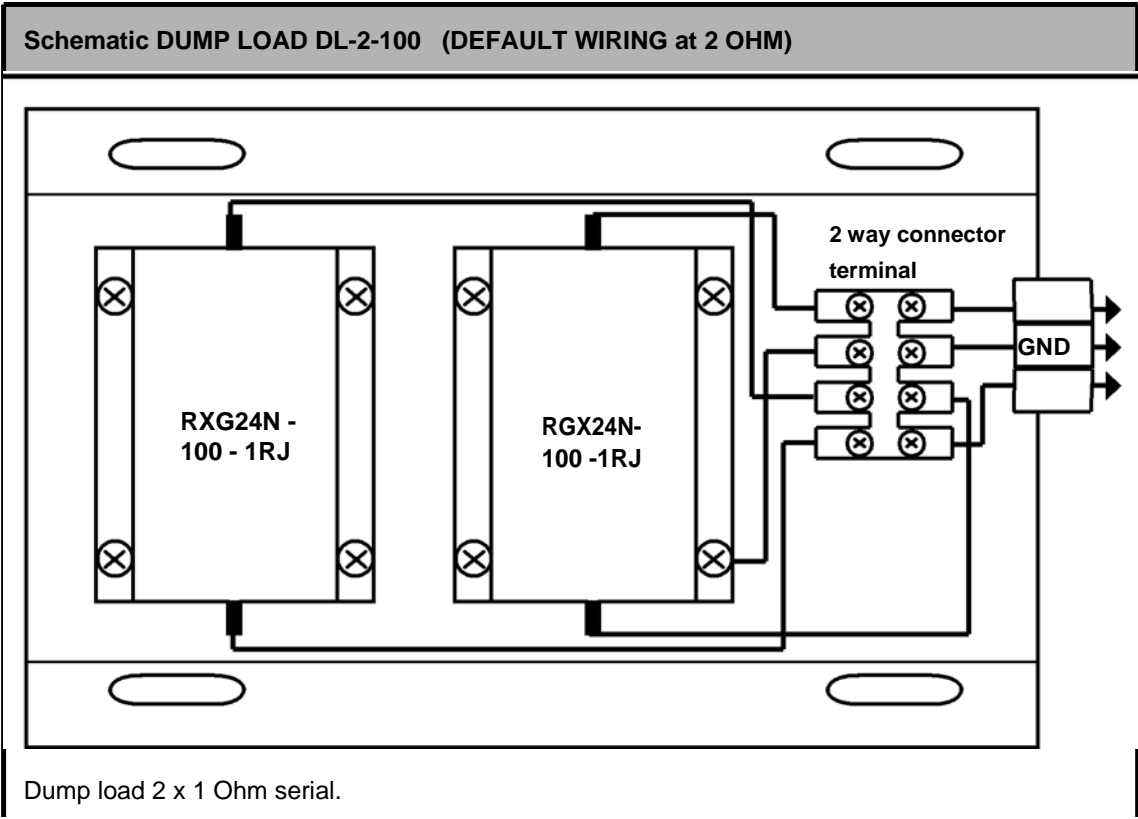 Schematic DUMP LOAD DL-2-100 (DEFAULT WIRING at 2 OHM)
2 way connector
terminal
GND
RXG24N -
100 - 1RJ
RGX24N-
100 -1RJ
Dump load 2 x 1 Ohm serial.